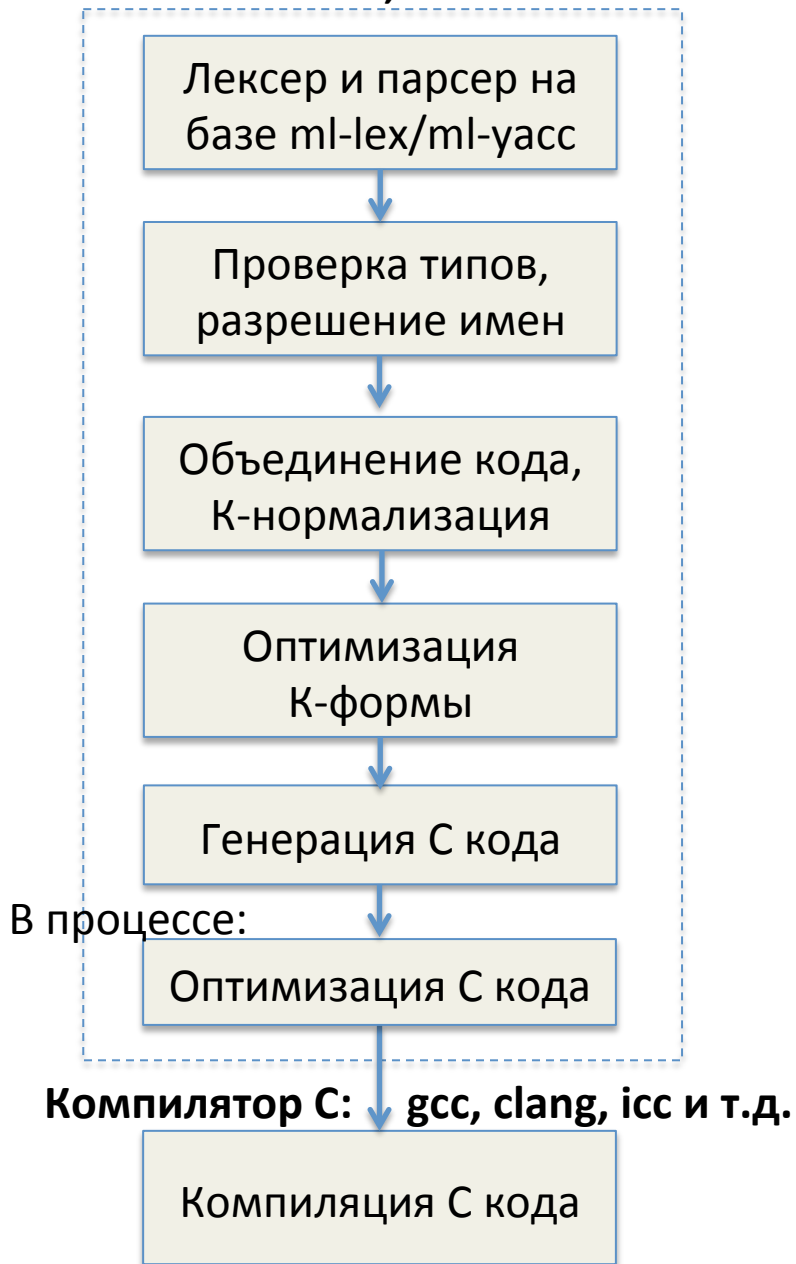 Лексер и парсер на
базе ml-lex/ml-yacc
Проверка типов,
разрешение имен
Объединение кода,
К-нормализация
Оптимизация
К-формы
Генерация C кода
В процессе:
Оптимизация C кода
Компилятор C: gcc, clang, icc и т.д.
Компиляция C кода